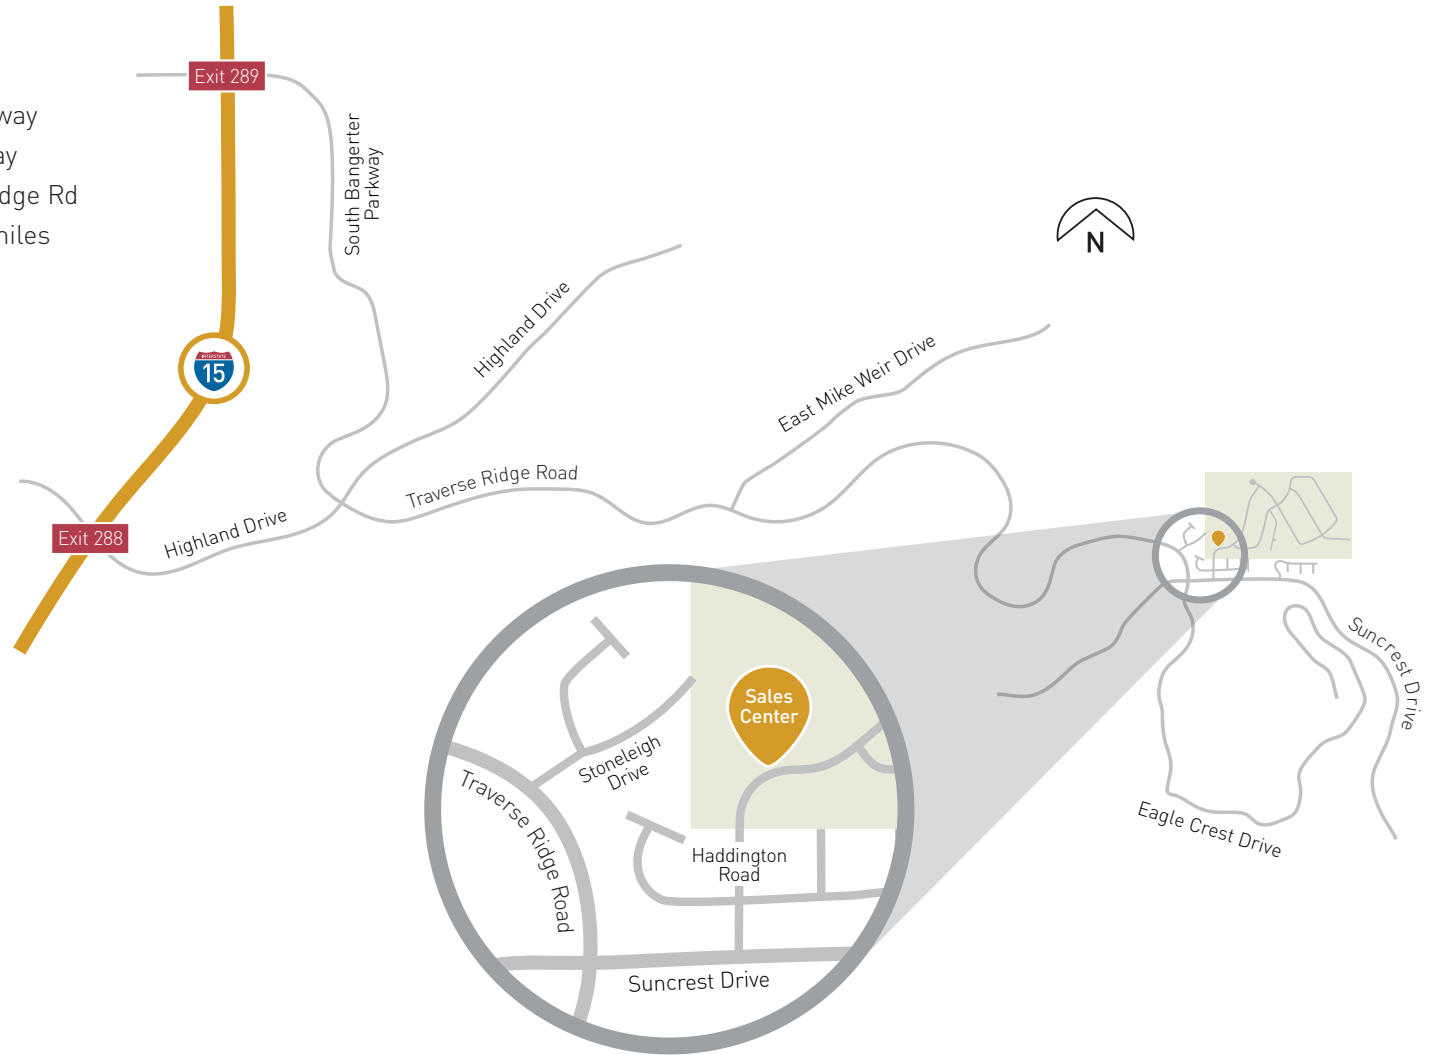 Exit 289
way
ay
dge Rd
miles
South Bangerter
Parkway
N
Highland Drive
INTERSTATE
15
East Mike Weir Drive
Traverse Ridge Road
Exit 288
Highland Drive
Sales
Center
Stoneleigh
Drive
Traverse Ridge Road
Haddington
Road
Suncrest Drive
Suncrest Drive
Eagle Crest Drive